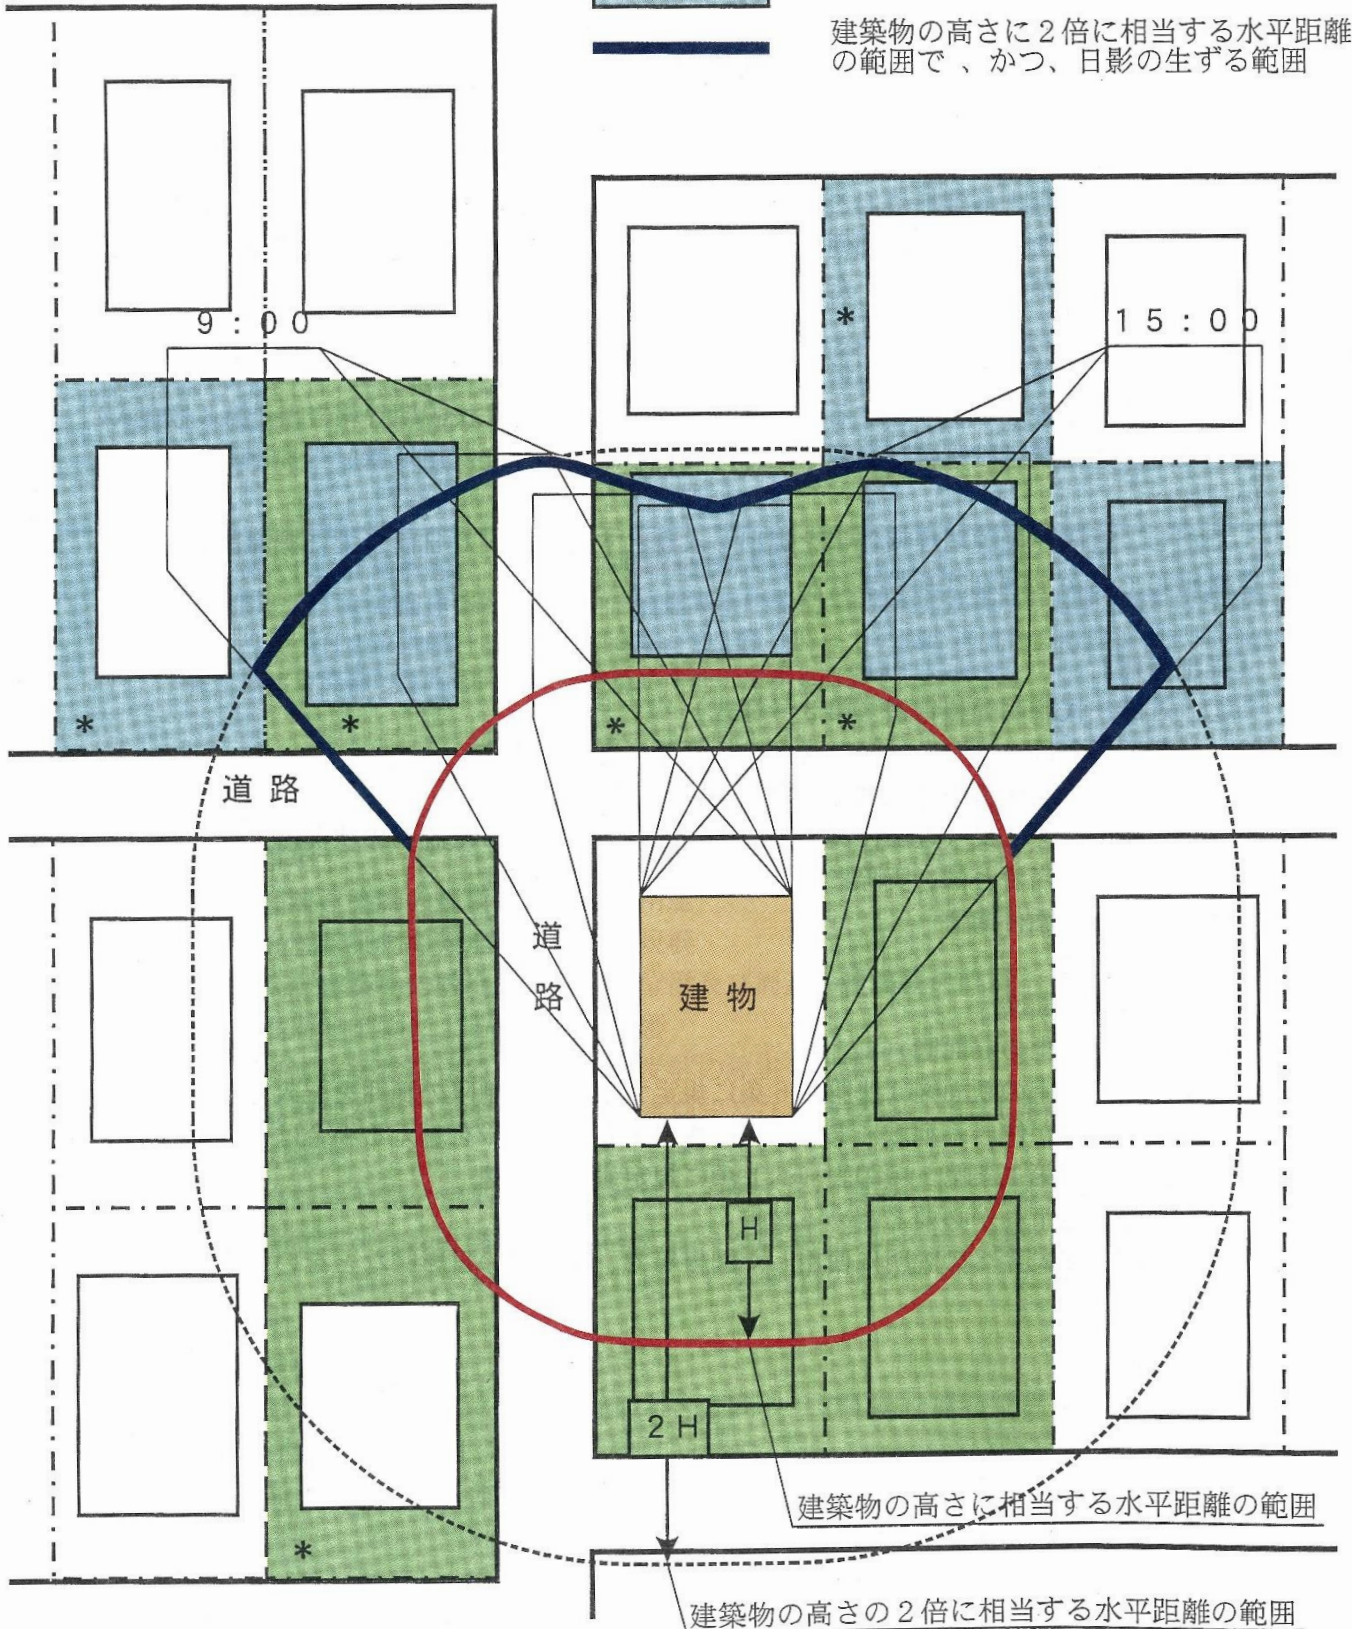 建築物の高さに２倍に相当する水平距離
の範囲で 、かつ、日影の生ずる範囲
9：00
*
15：00
*
*
*
*
道 路
道
路
建 物
H
2H
建築物の高さに相当する水平距離の範囲
*
建築物の高さの２倍に相当する水平距離の範囲